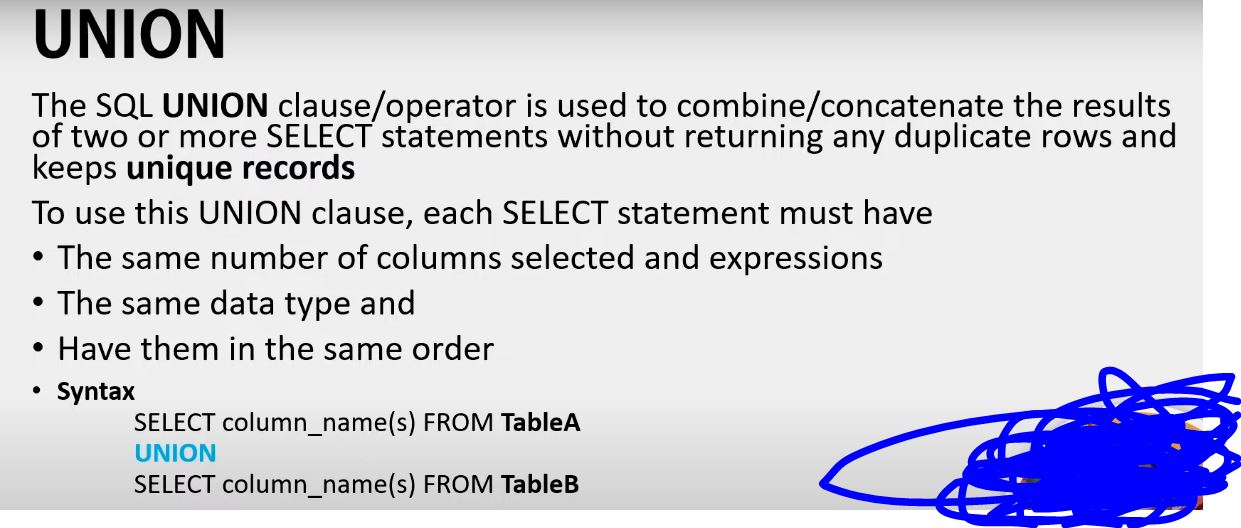 UNION
The SQL UNION clause/operator is used to combine/concatenate the results
of two or more SELECT statements without returning any duplicate rows and
keeps unique records
To use this UNION clause, each SELECT statement must have
• The same number of columns selected and expressions
• The same data type and
• Have them in the same order
• Syntax
SELECT column_name(s) FROM TableA
UNION
SELECT column_name(s) FROM TableB